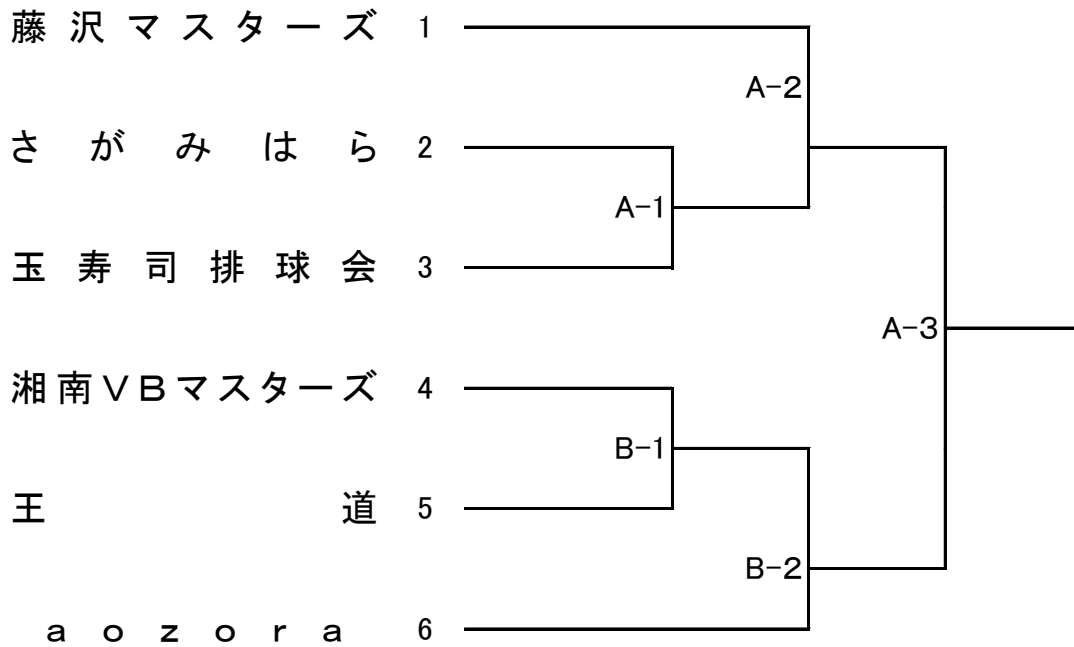 藤沢マスターズ 1
A-2
さがみはら 2
A-1
玉寿司排球会 3
A-3
湘南VBマスターズ 4
B-1
王道 5
B-2
aozora 6